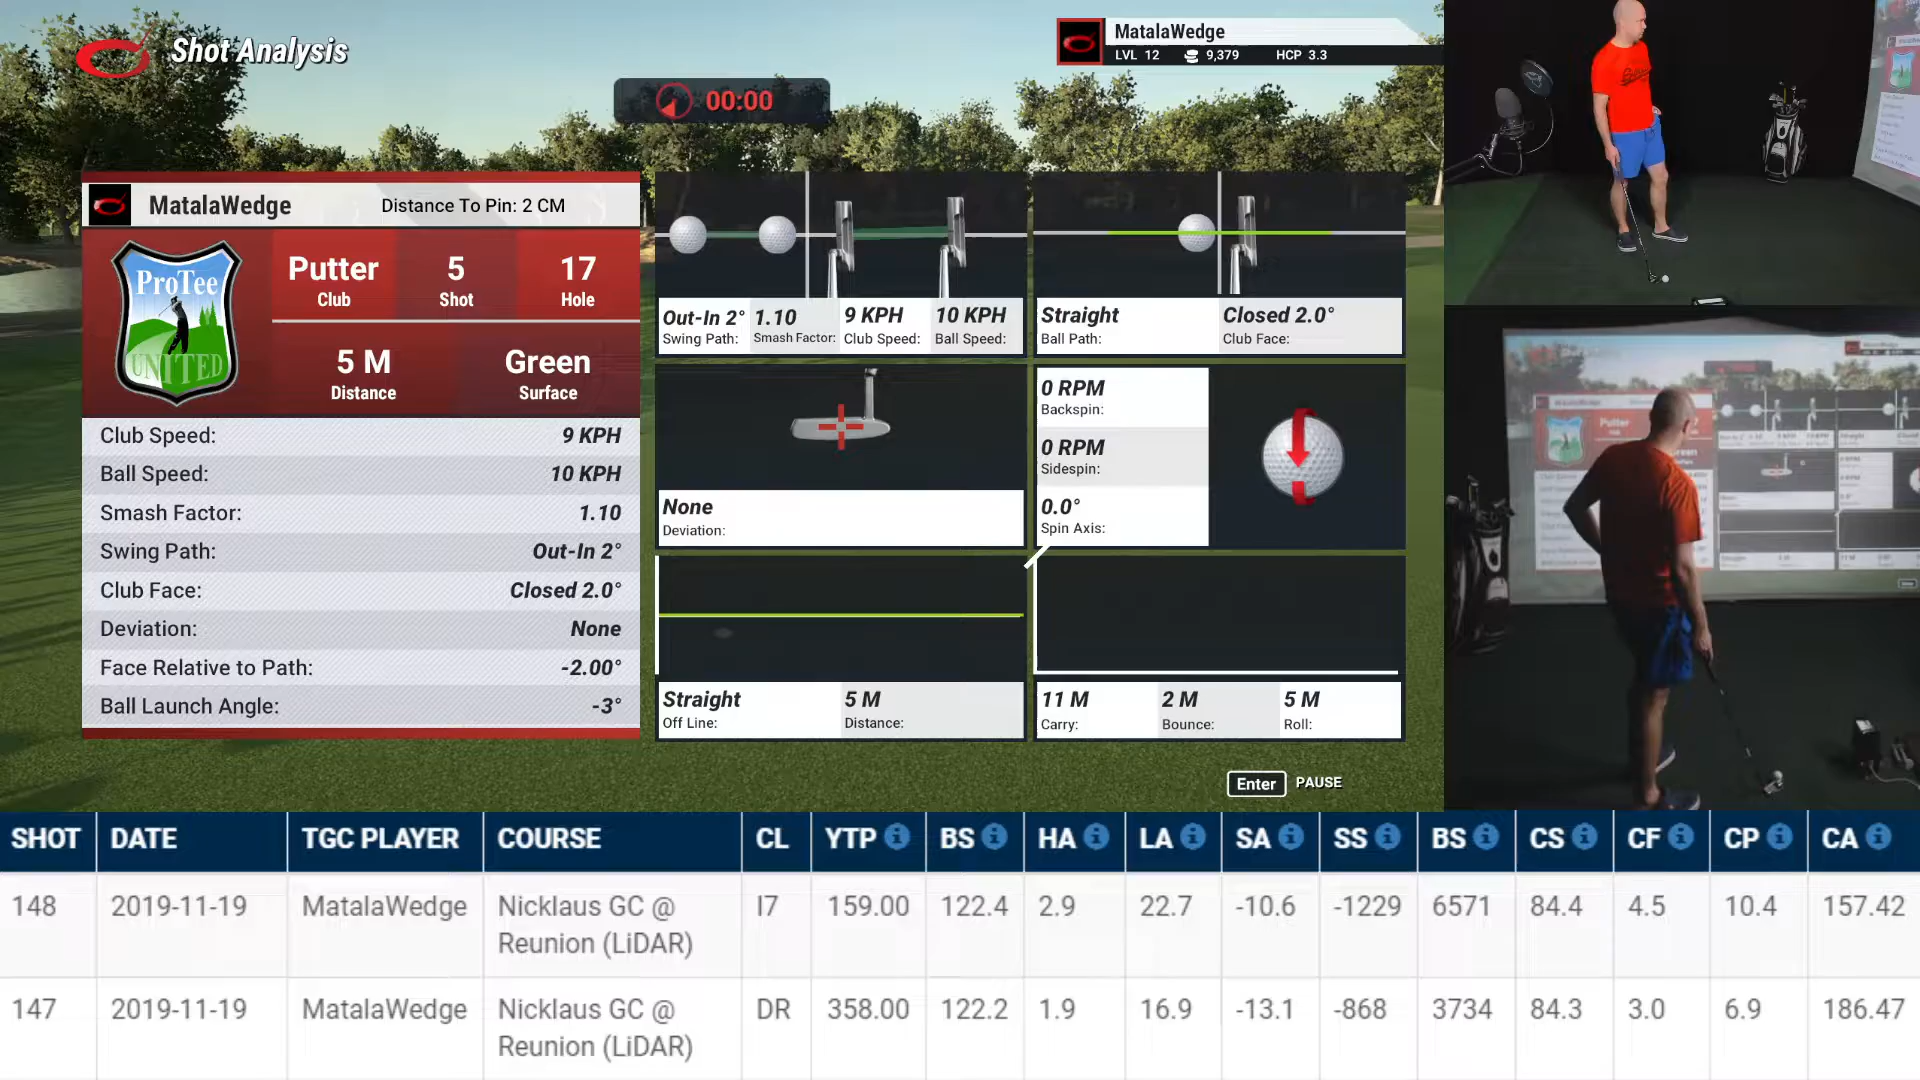 Shot Analysis
MatalaWedge
LVL 12 9,379 HCP 3.3
00:00
MatalaWedge Distance To Pin: 2 CM
ProTee
UNITED
Putter 5 17
Club Shot Hole
5 M Green
Distance Surface
Club Speed: 9 KPH
Ball Speed: 10 KPH
Smash Factor: 1.10
Swing Path: Out-In 2°
Club Face: Closed 2.0°
Deviation: None
Face Relative to Path: -2.00°
Ball Launch Angle: -3°
Out-In 2° 1.10 9 KPH 10 KPH
Swing Path: Smash Factor: Club Speed: Ball Speed:
Straight Closed 2.0°
Ball Path: Club Face:
None
Deviation:
0 RPM
Backspin:
0 RPM
Sidespin:
0.0°
Spin Axis:
Straight 5 M
Off Line: Distance:
11 M 2 M 5 M
Carry: Bounce: Roll:
Enter PAUSE
SHOT DATE TGC PLAYER COURSE CL YTP BS HA LA SA SS BS CS CF CP CA
148 2019-11-19 MatalaWedge Nicklaus GC @ I7 159.00 122.4 2.9 22.7 -10.6 -1229 6571 84.4 4.5 10.4 157.42
Reunion (LiDAR)
147 2019-11-19 MatalaWedge Nicklaus GC @ DR 358.00 122.2 1.9 16.9 -13.1 -868 3734 84.3 3.0 6.9 186.47
Reunion (LiDAR)